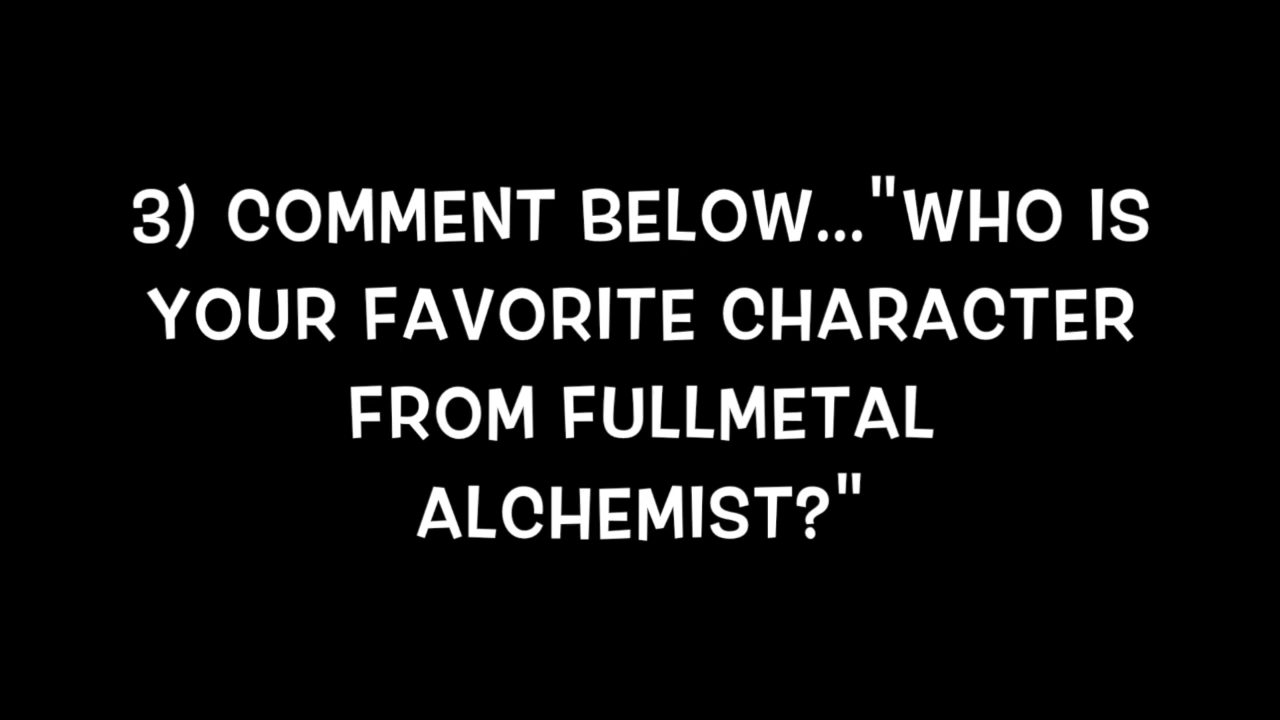 3) COMMENT BELOW..."WHO IS
YOUR FAVORITE CHARACTER
FROM FULLMETAL
ALCHEMIST?"